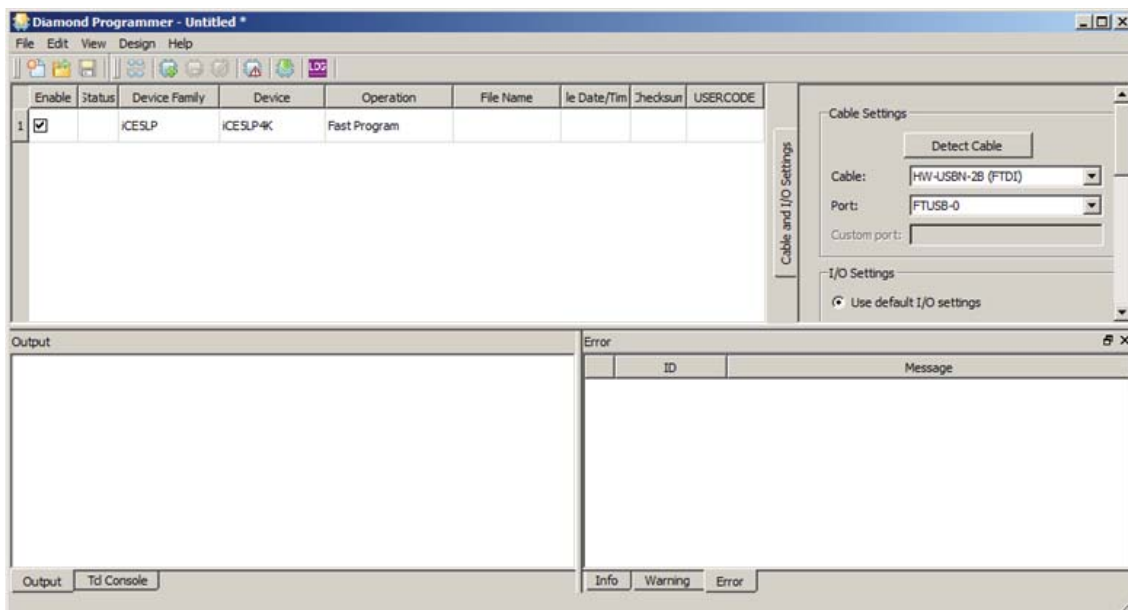 Diamond Programmer - Untitled *
File Edit View Design Help
LOG
Enable Status Device Family Device Operation File Name le Date/Tim Checksum USERCODE
1 iCE5LP iCE5LP4K Fast Program
Cable and I/O Settings
Cable Settings
Detect Cable
Cable: HW-USBN-2B (FTDI)
Port: FTUSB-0
Custom port:
I/O Settings
Use default I/O settings
Output
Error
ID Message
Output Tcl Console
Info Warning Error